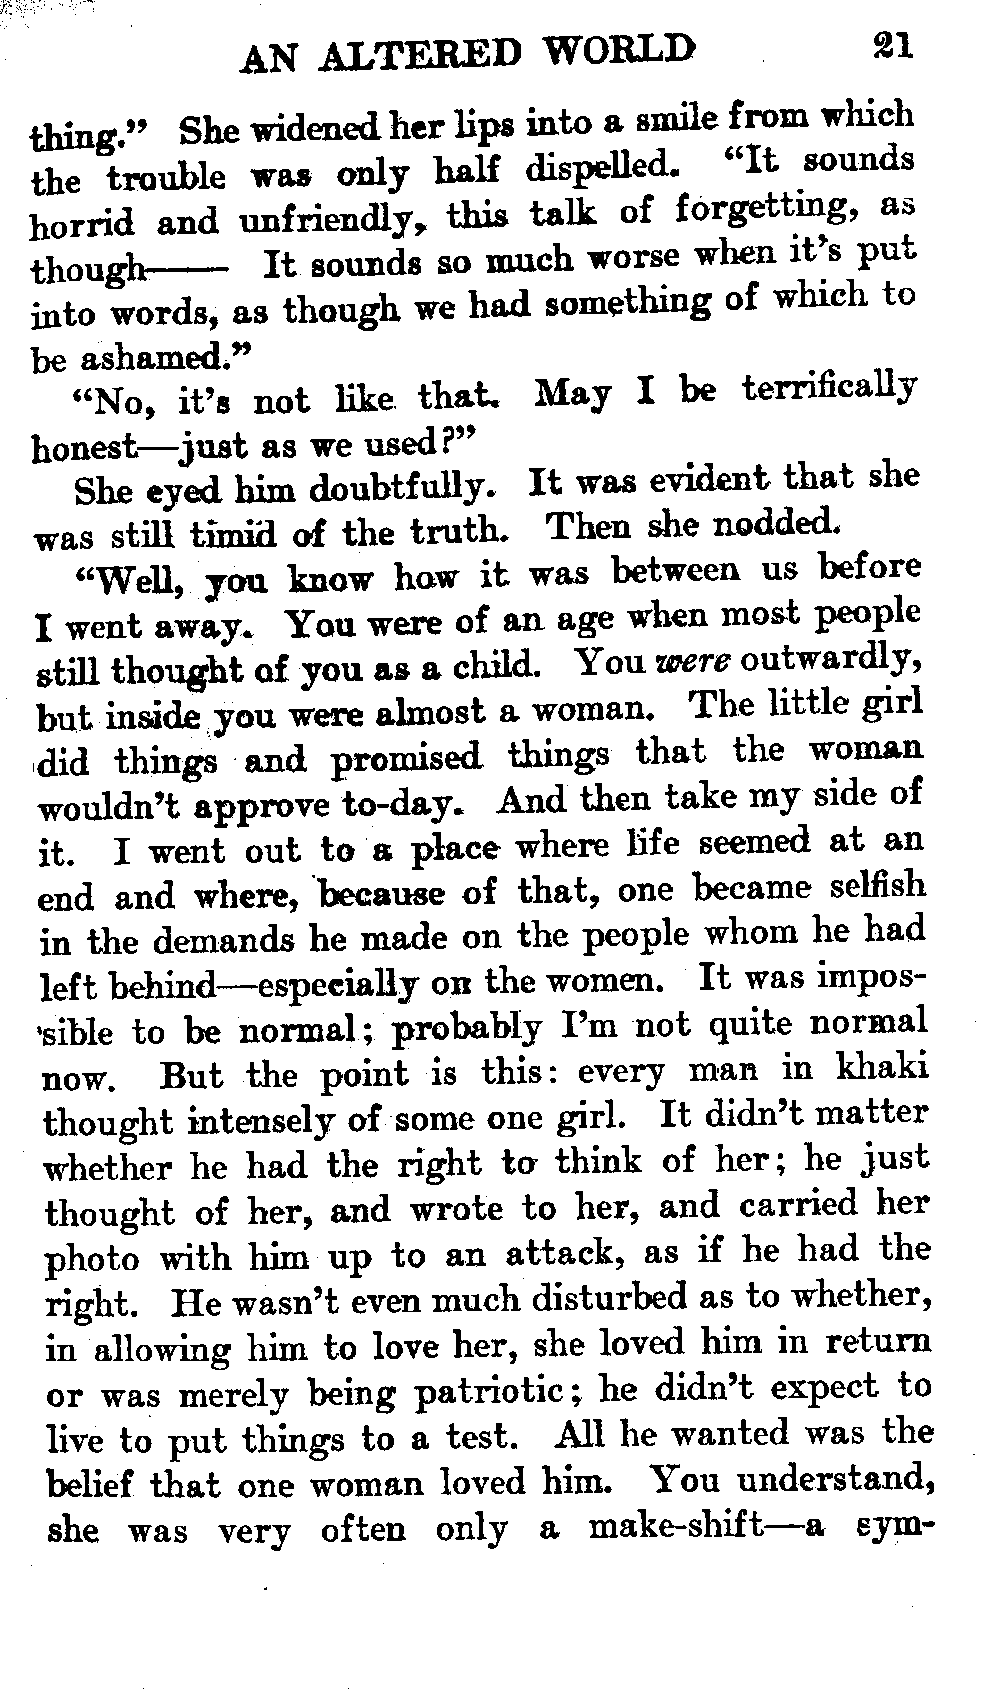 AN ALTERED WORLD 21
thing.” She widened her lips into a smile from which
the trouble was only half dispelled. “It sounds
horrid and unfriendly, this talk of forgetting, as
though—— It sounds so much worse when it’s put
into words, as though we had something of which to
be ashamed.”
“No, it’s not like that. May I be terrifically
honest—just as we used?”
She eyed him doubtfully. It was evident that she
was still timid of the truth. Then she nodded.
“Well, you know how it was between us before
I went away. You were of an age when most people
still thought of you as a child. You were outwardly,
but inside you were almost a woman. The little girl
did things and promised things that the woman
wouldn’t approve to-day. And then take my side of
it. I went out to a place where life seemed at an
end and where, because of that, one became selfish
in the demands he made on the people whom he had
left behind—especially on the women. It was impos-
sible to be normal; probably I’m not quite normal
now. But the point is this: every man in khaki
thought intensely of some one girl. It didn’t matter
whether he had the right to think of her; he just
thought of her, and wrote to her, and carried her
photo with him up to an attack, as if he had the
right. He wasn’t even much disturbed as to whether,
in allowing him to love her, she loved him in return
or was merely being patriotic; he didn’t expect to
live to put things to a test. All he wanted was the
belief that one woman loved him. You understand,
she was very often only a make-shift—a sym-